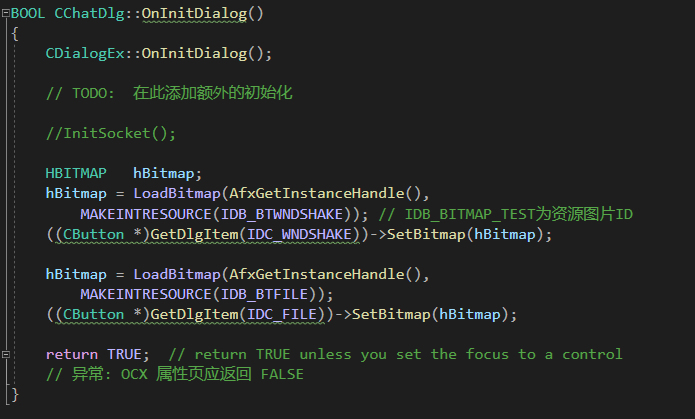 BOOL CChatDlg::OnInitDialog()
{
    CDialogEx::OnInitDialog();
    // TODO:  在此添加额外的初始化
    //InitSocket();
    HBITMAP   hBitmap;
    hBitmap = LoadBitmap(AfxGetInstanceHandle(),
        MAKEINTRESOURCE(IDB_BTWNDSHAKE)); // IDB_BITMAP_TEST为资源图片ID
    ((CButton *)GetDlgItem(IDC_WNDSHAKE))->SetBitmap(hBitmap);
    hBitmap = LoadBitmap(AfxGetInstanceHandle(),
        MAKEINTRESOURCE(IDB_BTFILE));
    ((CButton *)GetDlgItem(IDC_FILE))->SetBitmap(hBitmap);
    return TRUE;  // return TRUE unless you set the focus to a control
    // 异常: OCX 属性页应返回 FALSE
}